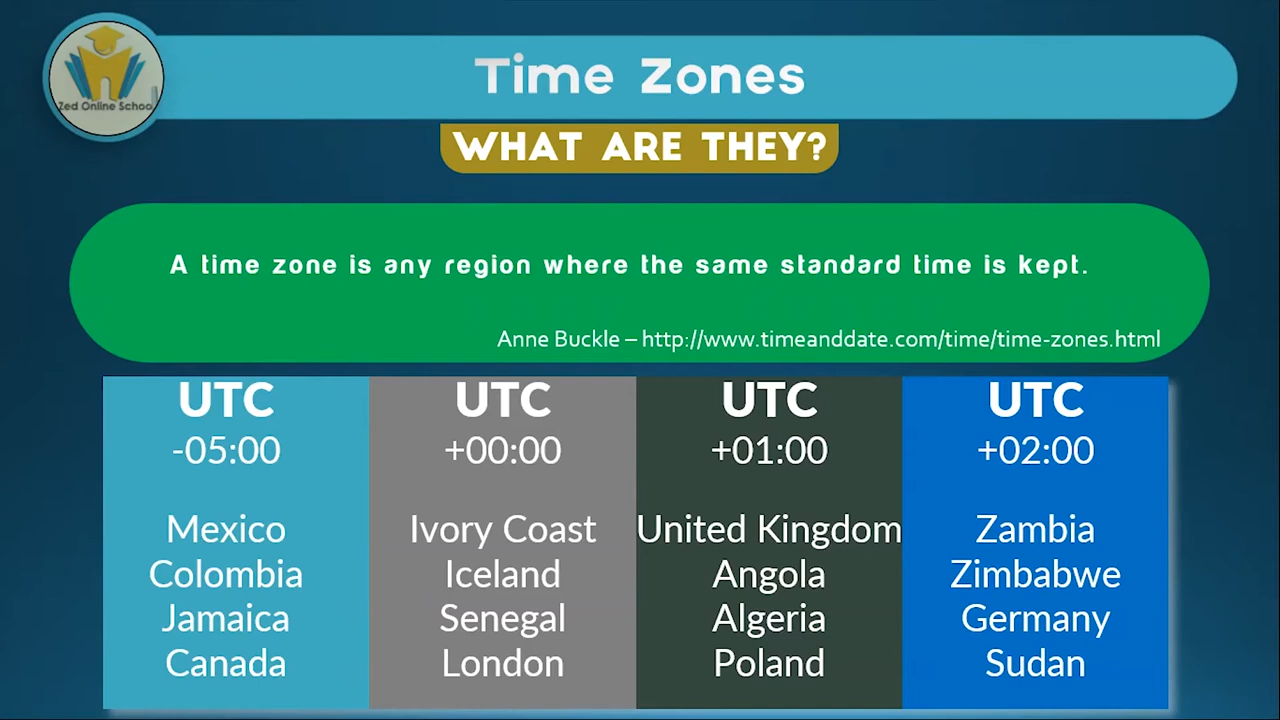 Zed Online School
Time Zones
WHAT ARE THEY?
A time zone is any region where the same standard time is kept.
Anne Buckle – http://www.timeanddate.com/time/time-zones.html
UTC
-05:00
Mexico
Colombia
Jamaica
Canada
UTC
+00:00
Ivory Coast
Iceland
Senegal
London
UTC
+01:00
United Kingdom
Angola
Algeria
Poland
UTC
+02:00
Zambia
Zimbabwe
Germany
Sudan